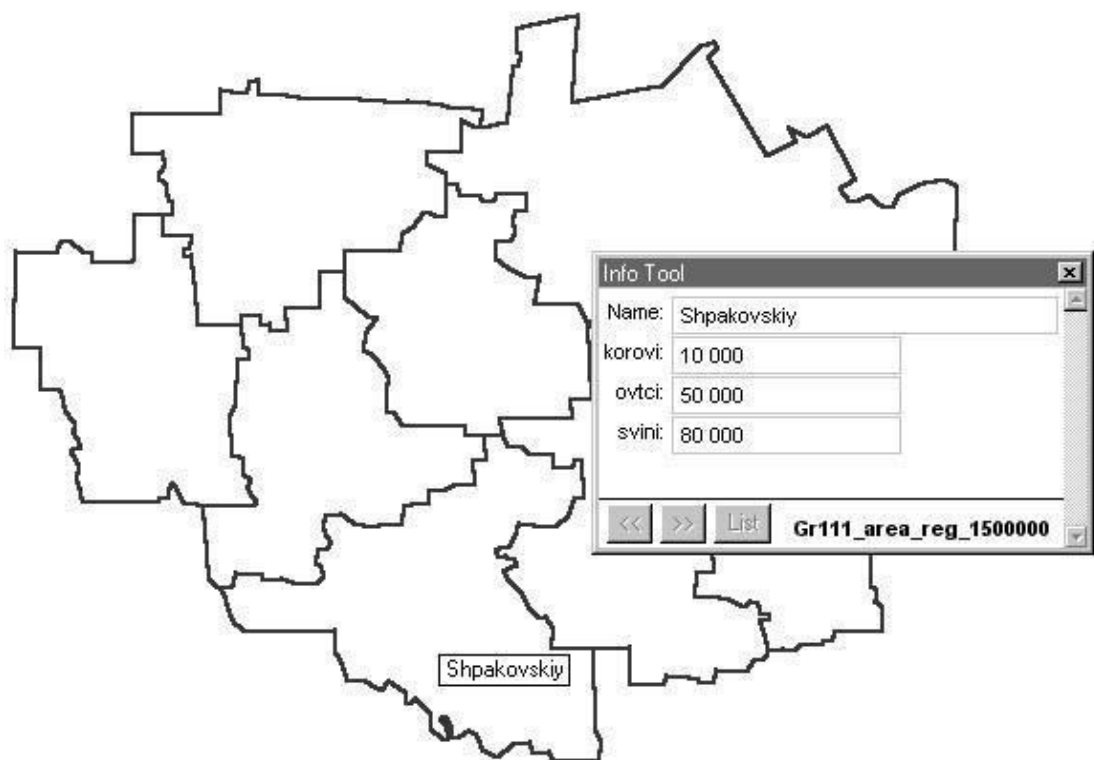 Info Tool
Name: Shpakovskiy
korovi: 10 000
ovtci: 50 000
svini: 80 000
<< >> List Gr111_area_reg_1500000
Shpakovskiy